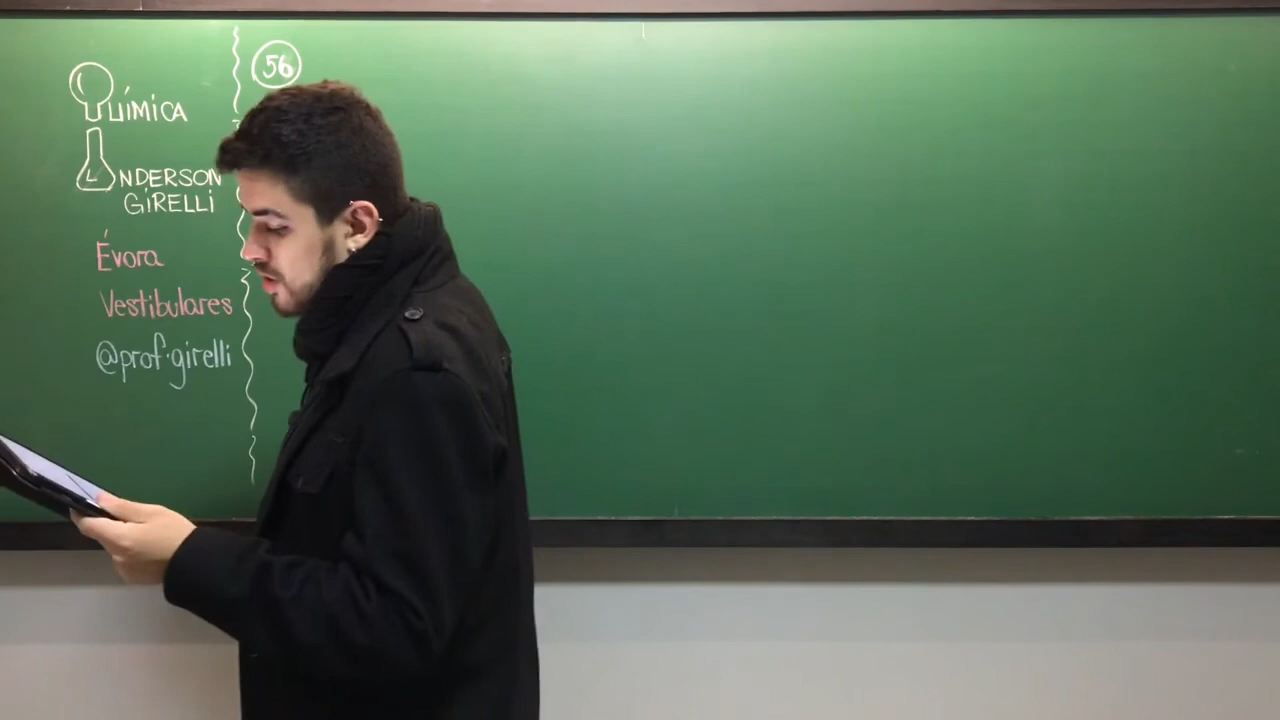 QUÍMICA
ANDERSON
GIRELLI
Évora
Vestibulares
@prof.girelli
56